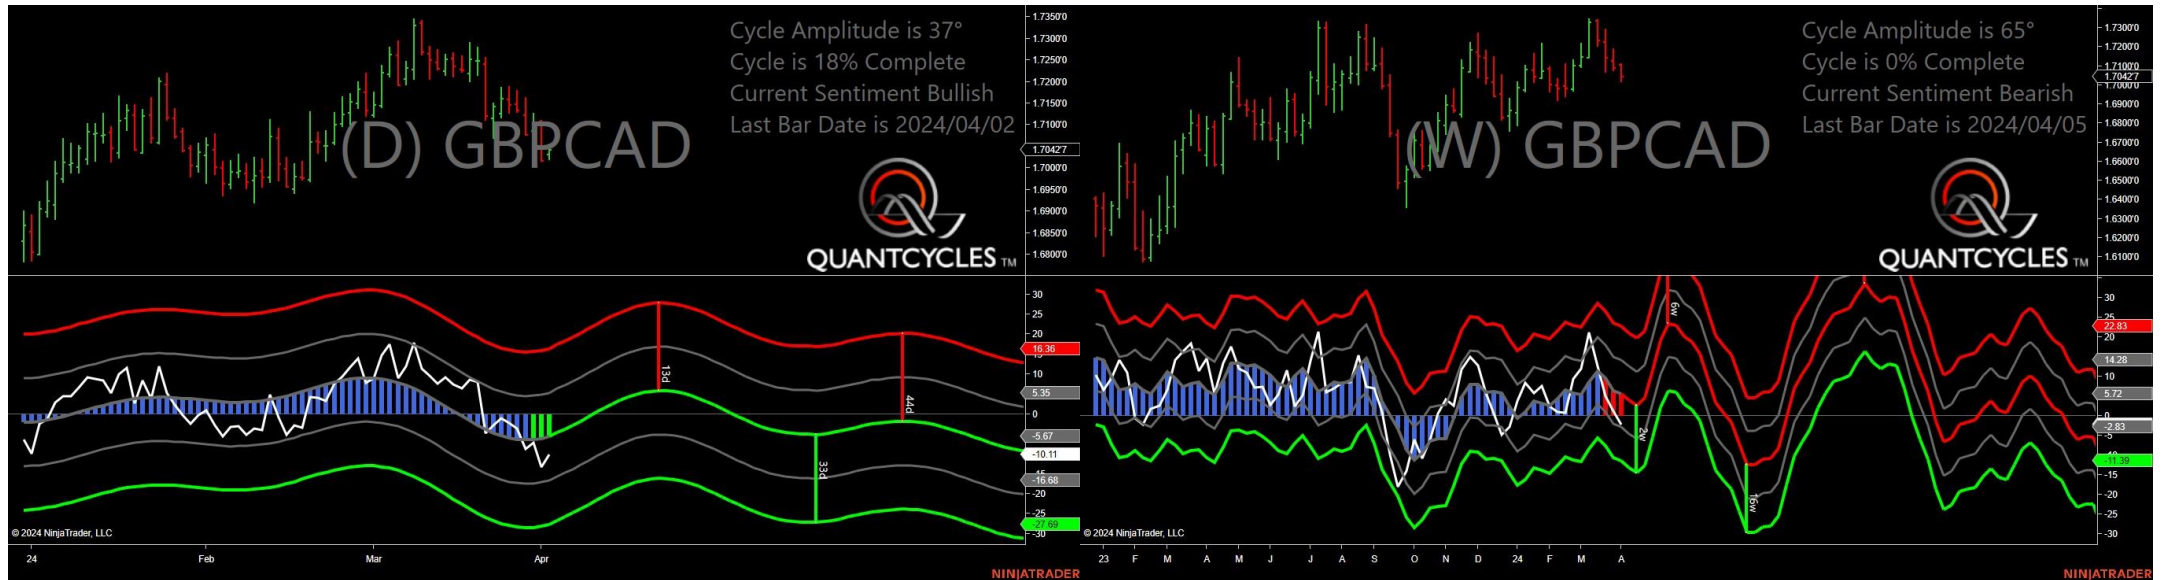 Cycle Amplitude is 37°
Cycle is 18% Complete
Current Sentiment Bullish
Last Bar Date is 2024/04/02
(D) GBPCAD
QUANTCYCLES TM
1.7350'0
1.7300'0
1.7250'0
1.7200'0
1.7150'0
1.7100'0
1.70427
1.7000'0
1.6950'0
1.6900'0
1.6850'0
1.6800'0
13d
33d
44d
30
25
20
16.36
10
5.35
0
-5.67
-10.11
-16.68
-20
-25
-27.69
-30
© 2024 NinjaTrader, LLC
24 Feb Mar Apr
NINJATRADER
Cycle Amplitude is 65°
Cycle is 0% Complete
Current Sentiment Bearish
Last Bar Date is 2024/04/05
(W) GBPCAD
QUANTCYCLES TM
1.7300'0
1.7200'0
1.7100'0
1.70427
1.6900'0
1.6800'0
1.6700'0
1.6600'0
1.6500'0
1.6400'0
1.6300'0
1.6200'0
1.6100'0
2w
6w
16w
30
25
22.83
14.28
10
5.72
0
-2.83
-5
-11.39
-15
-20
-25
-30
© 2024 NinjaTrader, LLC
23 F M A M J J A S O N D 24 F M A
NINJATRADER